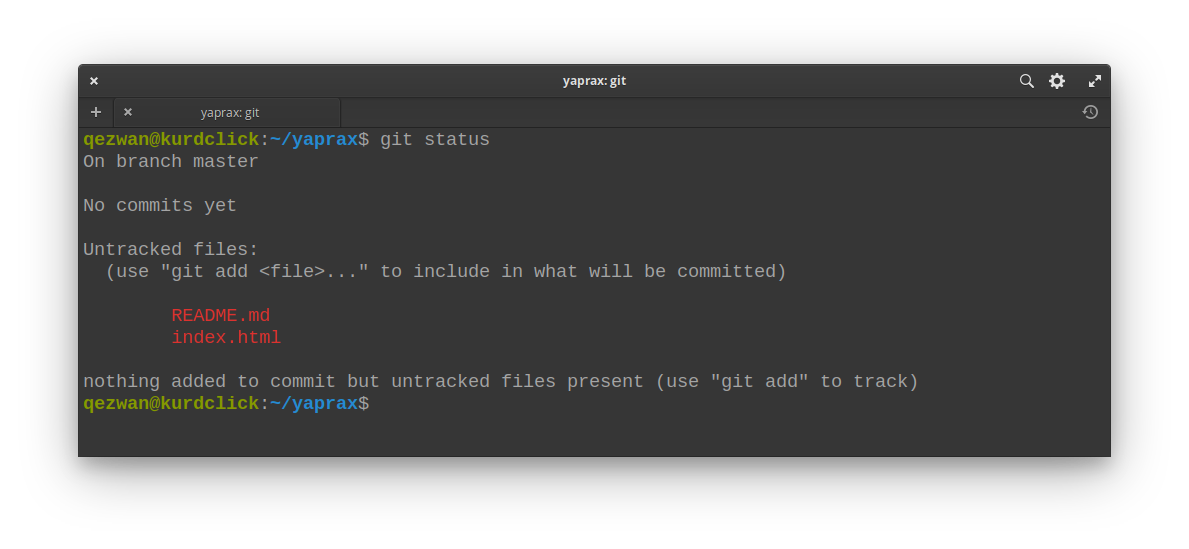 yaprax: git
yaprax: git
qezwan@kurdclick:~/yaprax$ git status
On branch master
No commits yet
Untracked files:
(use "git add <file>..." to include in what will be committed)
README.md
index.html
nothing added to commit but untracked files present (use "git add" to track)
qezwan@kurdclick:~/yaprax$